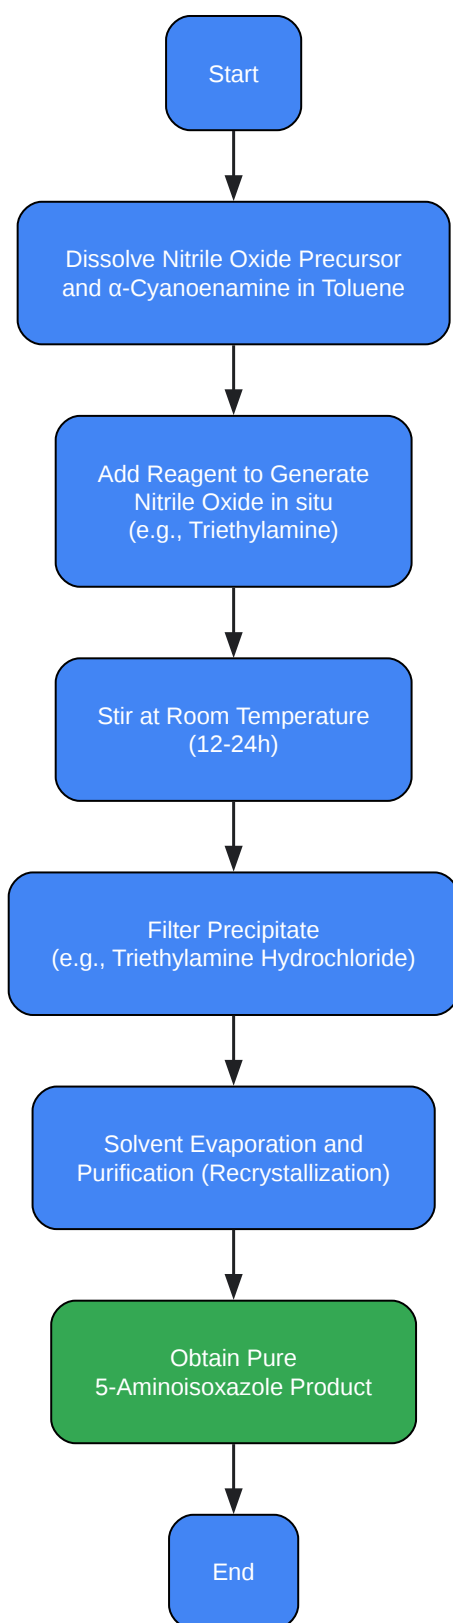 Start
Dissolve Nitrile Oxide Precursor
and α-Cyanoenamine in Toluene
Add Reagent to Generate
Nitrile Oxide in situ
(e.g., Triethylamine)
Stir at Room Temperature
(12-24h)
Filter Precipitate
(e.g., Triethylamine Hydrochloride)
Solvent Evaporation and
Purification (Recrystallization)
Obtain Pure
5-Aminoisoxazole Product
End